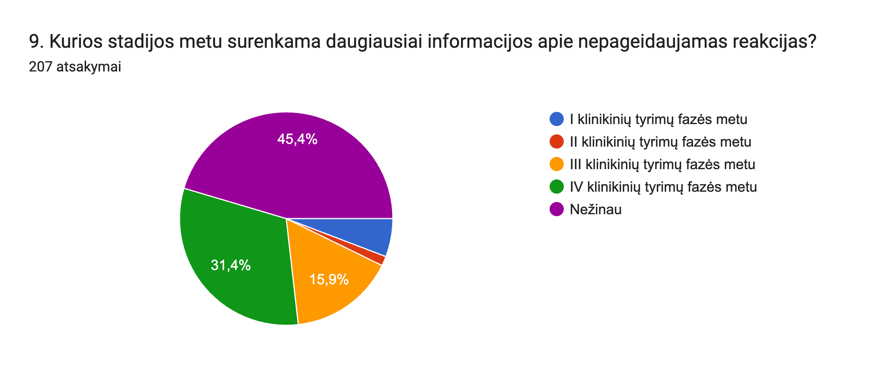 9. Kurios stadijos metu surenkama daugiausiai informacijos apie nepageidaujamas reakcijas?
207 atsakymai
45,4%
31,4%
15,9%
I klinikinių tyrimų fazės metu
II klinikinių tyrimų fazės metu
III klinikinių tyrimų fazės metu
IV klinikinių tyrimų fazės metu
Nežinau